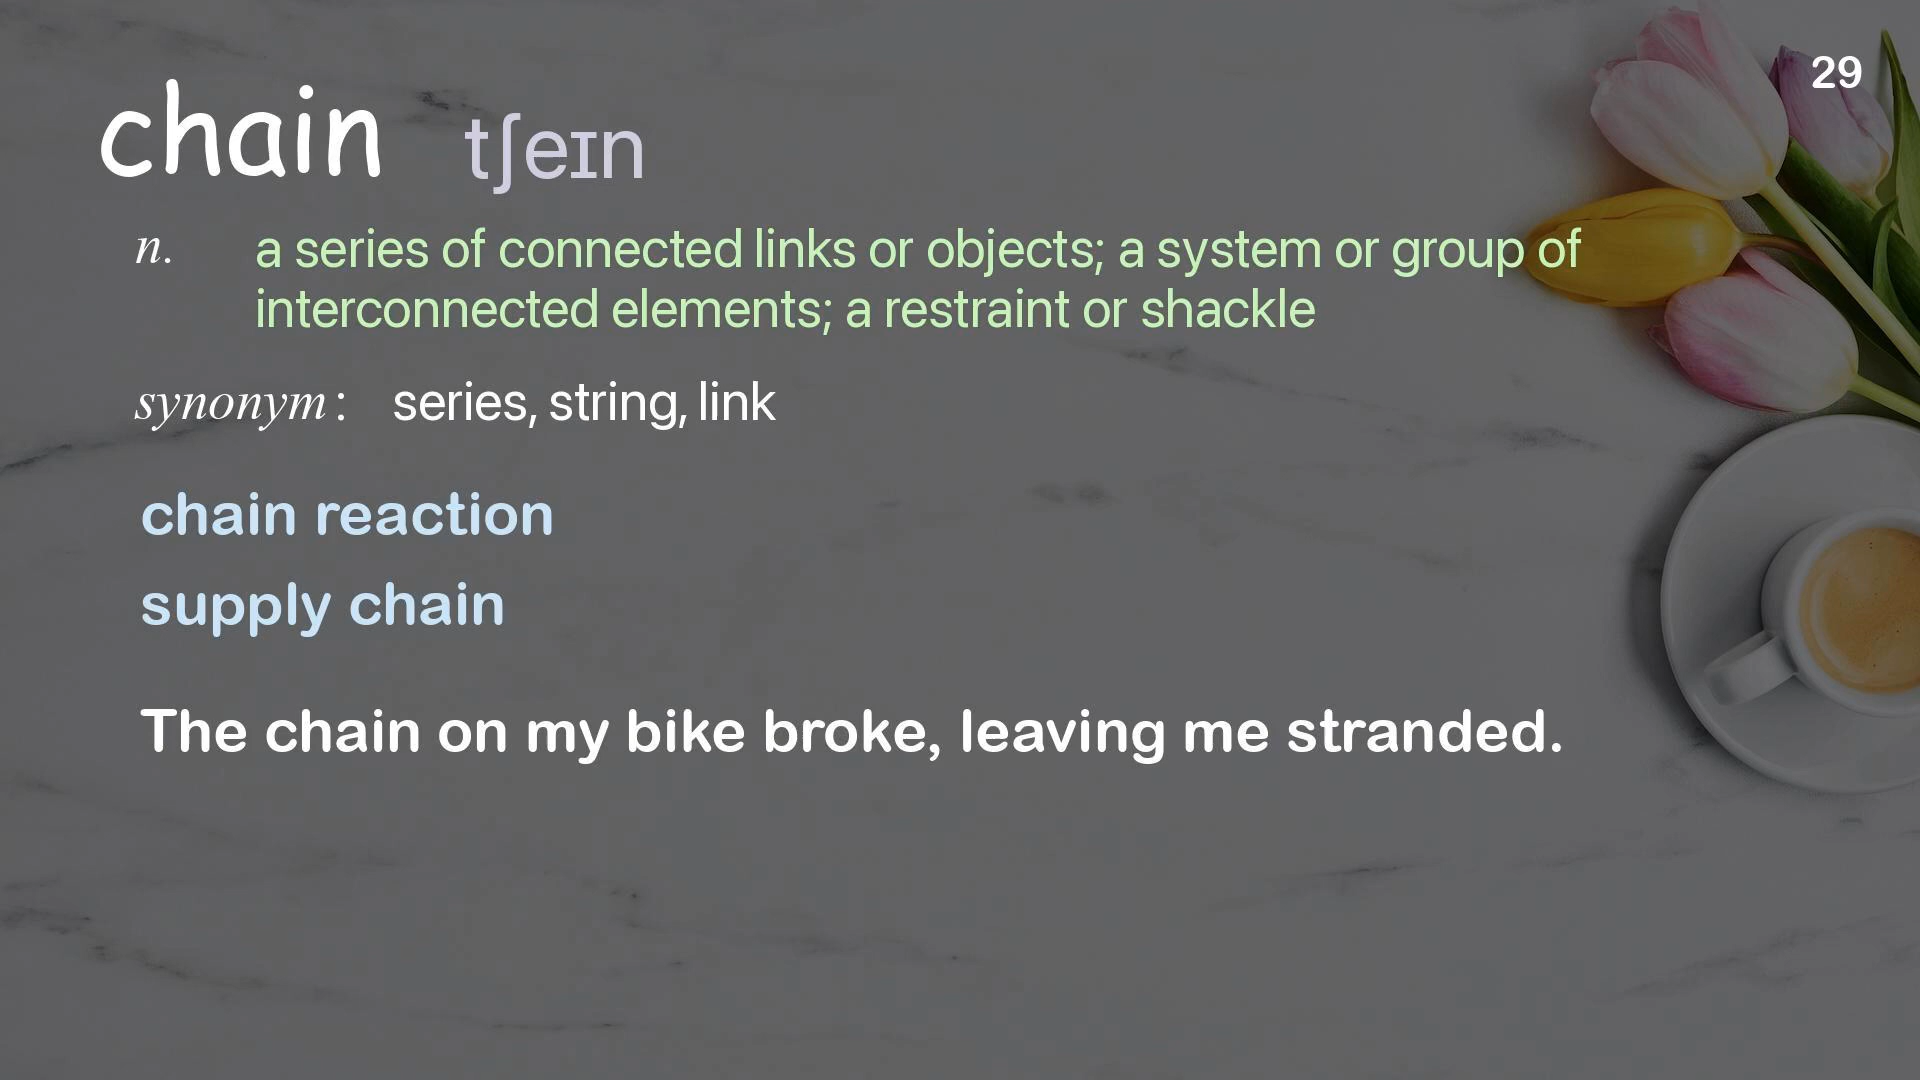 29
chain tʃeɪn
n. a series of connected links or objects; a system or group of
interconnected elements; a restraint or shackle
synonym: series, string, link
chain reaction
supply chain
The chain on my bike broke, leaving me stranded.